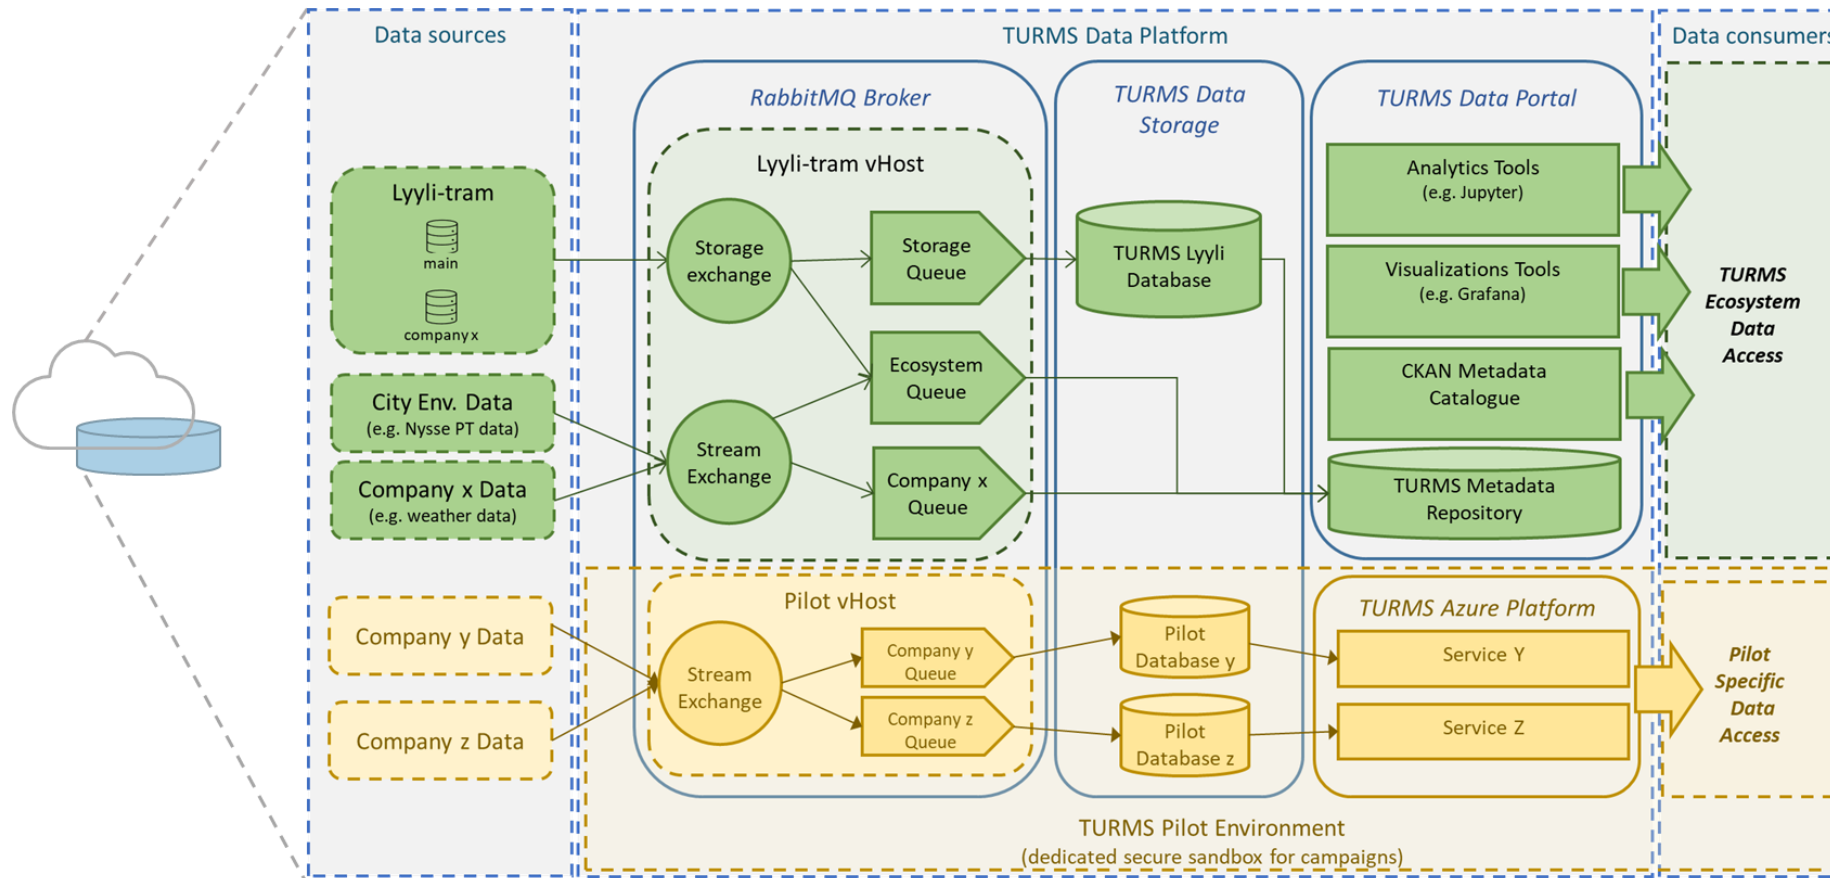 Data sources
TURMS Data Platform
Data consumers
RabbitMQ Broker
TURMS Data
Storage
TURMS Data Portal
Lyyli-tram vHost
Lyyli-tram
main
company x
City Env. Data
(e.g. Nysse PT data)
Company x Data
(e.g. weather data)
Storage
exchange
Stream
Exchange
Storage
Queue
Ecosystem
Queue
Company x
Queue
TURMS Lyyli
Database
Analytics Tools
(e.g. Jupyter)
Visualizations Tools
(e.g. Grafana)
CKAN Metadata
Catalogue
TURMS Metadata
Repository
TURMS
Ecosystem
Data
Access
Company y Data
Company z Data
Pilot vHost
Stream
Exchange
Company y
Queue
Company z
Queue
Pilot
Database y
Pilot
Database z
TURMS Azure Platform
Service Y
Service Z
Pilot
Specific
Data
Access
TURMS Pilot Environment
(dedicated secure sandbox for campaigns)